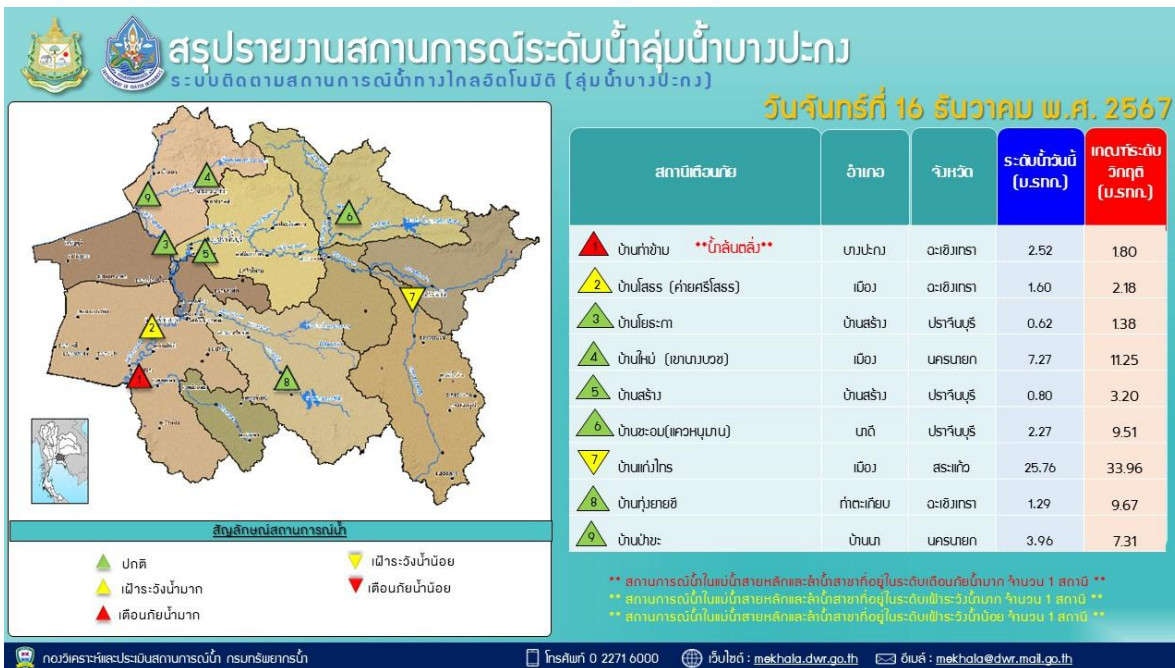 สรุปรายงานสถานการณ์ระดับน้ำลุ่มน้ำบางปะกง
ระบบติดตามสถานการณ์น้ำทางไกลอัตโนมัติ (ลุ่มน้ำบางปะกง)
วันจันทร์ที่ 16 ธันวาคม พ.ศ. 2567
สถานีเตือนภัย อำเภอ จังหวัด ระดับน้ำวันนี้ (ม.รทก.) เกณฑ์ระดับวิกฤติ (ม.รทก.)
1 บ้านท่าข้าม **น้ำล้นตลิ่ง** บางปะกง ฉะเชิงเทรา 2.52 1.80
2 บ้านโสธร (ค่ายศรีโสธร) เมือง ฉะเชิงเทรา 1.60 2.18
3 บ้านโยธะกา บ้านสร้าง ปราจีนบุรี 0.62 1.38
4 บ้านใหม่ (เขานางบวช) เมือง นครนายก 7.27 11.25
5 บ้านสร้าง บ้านสร้าง ปราจีนบุรี 0.80 3.20
6 บ้านชะอม(แควหนุมาน) นาดี ปราจีนบุรี 2.27 9.51
7 บ้านแก่งไทร เมือง สระแก้ว 25.76 33.96
8 บ้านทุ่งยายชี ท่าตะเกียบ ฉะเชิงเทรา 1.29 9.67
9 บ้านป่าขะ บ้านนา นครนายก 3.96 7.31
4
9
6
3
5
7
2
1
8
สัญลักษณ์สถานการณ์น้ำ
ปกติ
เฝ้าระวังน้ำน้อย
เฝ้าระวังน้ำมาก
เตือนภัยน้ำน้อย
เตือนภัยน้ำมาก
** สถานการณ์น้ำในแม่น้ำสายหลักและลำน้ำสาขาที่อยู่ในระดับเตือนภัยน้ำมาก จำนวน 1 สถานี **
** สถานการณ์น้ำในแม่น้ำสายหลักและลำน้ำสาขาที่อยู่ในระดับเฝ้าระวังน้ำมาก จำนวน 1 สถานี **
** สถานการณ์น้ำในแม่น้ำสายหลักและลำน้ำสาขาที่อยู่ในระดับเฝ้าระวังน้ำน้อย จำนวน 1 สถานี **
กองวิเคราะห์และประเมินสถานการณ์น้ำ กรมทรัพยากรน้ำ
โทรศัพท์ 0 2271 6000
เว็บไซต์ : mekhala.dwr.go.th
อีเมล์ : mekhala@dwr.mail.go.th